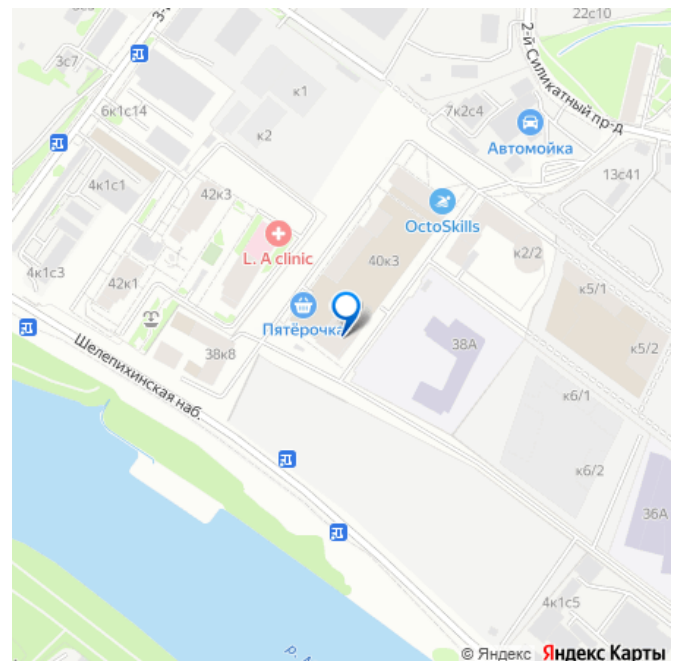 22с10
3с7
2-й Силикатный пр-д
к1
6к1с14
7к2с4
к2
Автомойка
13с41
4к1с1
42к3
OctoSkills
L. A clinic
к2/2
40к3
4к1с3
42к1
к5/1
Пятёрочка
38А
38к8
к5/2
Шелепихинская наб.
к6/1
к6/2
36А
4к1с5
© Яндекс Яндекс Карты